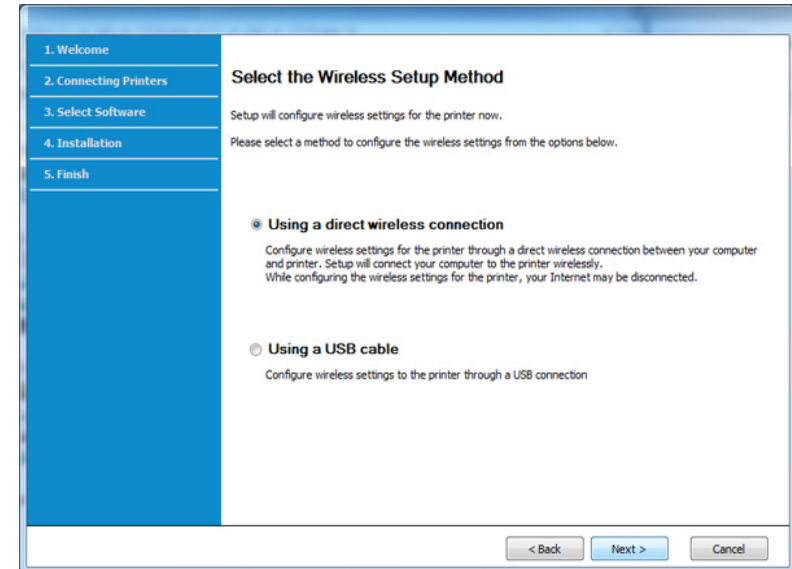 1. Welcome
2. Connecting Printers
3. Select Software
4. Installation
5. Finish
Select the Wireless Setup Method
Setup will configure wireless settings for the printer now.
Please select a method to configure the wireless settings from the options below.
Using a direct wireless connection
Configure wireless settings for the printer through a direct wireless connection between your computer
and printer. Setup will connect your computer to the printer wirelessly.
While configuring the wireless settings for the printer, your Internet may be disconnected.
Using a USB cable
Configure wireless settings to the printer through a USB connection
< Back
Next >
Cancel